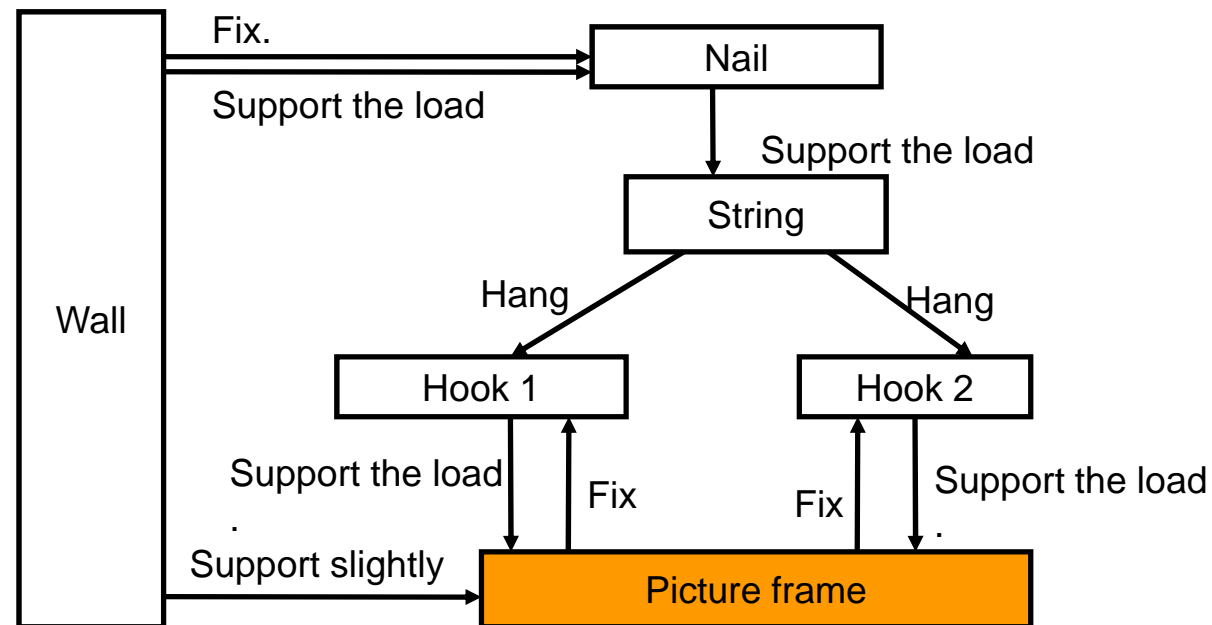 Fix.
Nail
Support the load
Support the load
String
Hang
Hang
Wall
Hook 1
Hook 2
Support the load
.
Fix
Fix
Support the load
.
Support slightly
Picture frame